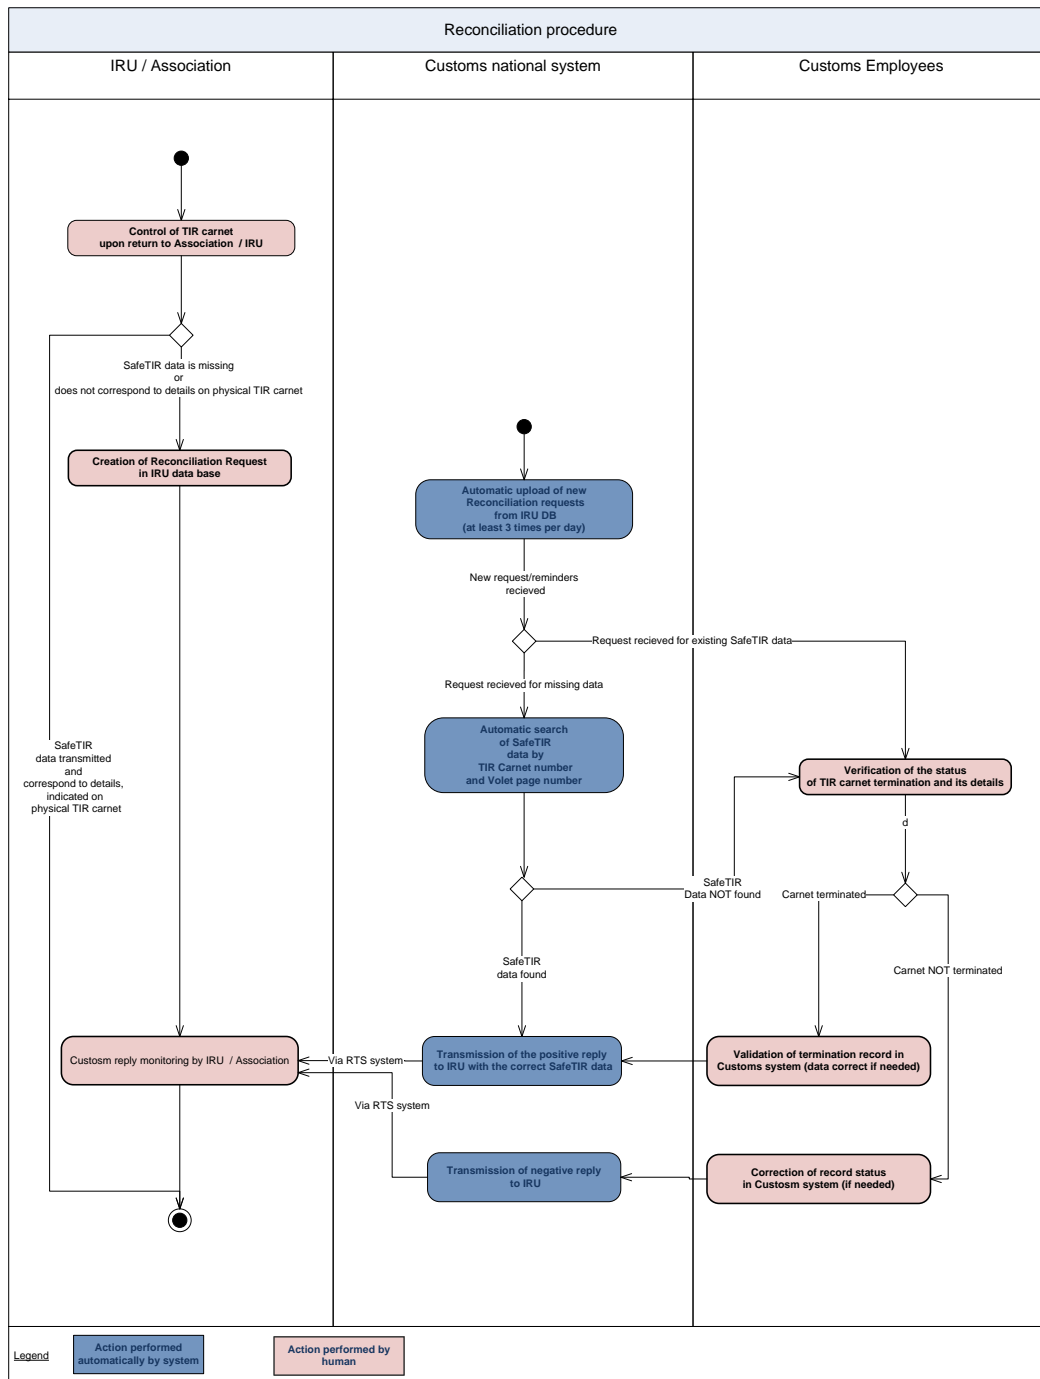 Reconciliation procedure
IRU / Association
Customs national system
Customs Employees
Control of TIR carnet
upon return to Association / IRU
SafeTIR data is missing
or
does not correspond to details on physical TIR carnet
Creation of Reconciliation Request
in IRU data base
Automatic upload of new
Reconciliation requests
from IRU DB
(at least 3 times per day)
New request/reminders
recieved
Request recieved for existing SafeTIR data
Request recieved for missing data
Automatic search
of SafeTIR
data by
TIR Carnet number
and Volet page number
SafeTIR
data transmitted
and
correspond to details,
indicated on
physical TIR carnet
Verification of the status
of TIR carnet termination and its details
d
SafeTIR
Data NOT found
Carnet terminated
SafeTIR
data found
Carnet NOT terminated
Custosm reply monitoring by IRU / Association
Via RTS system
Transmission of the positive reply
to IRU with the correct SafeTIR data
Validation of termination record in
Customs system (data correct if needed)
Via RTS system
Transmission of negative reply
to IRU
Correction of record status
in Custosm system (if needed)
Legend
Action performed
automatically by system
Action performed by
human